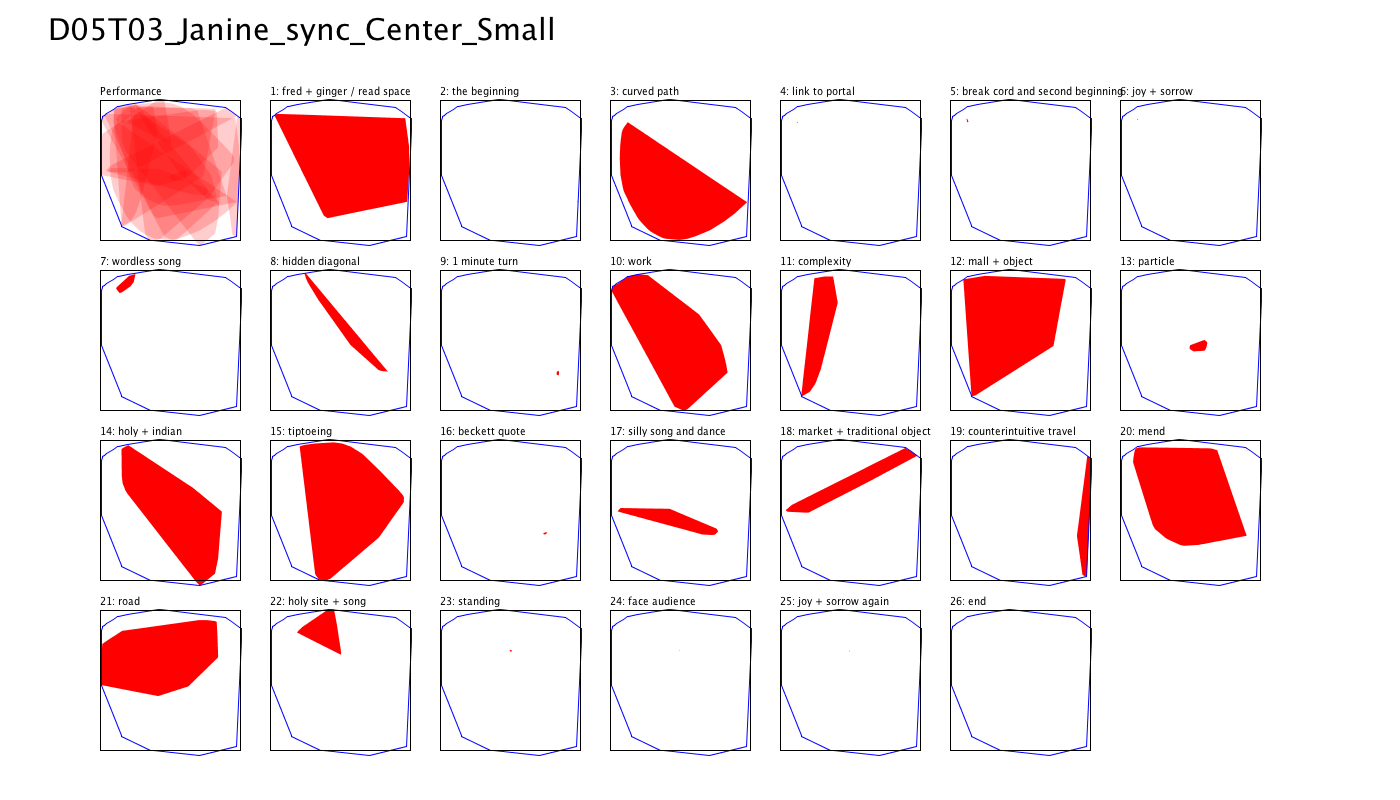 D05T03_Janine_sync_Center_Small
Performance
1: fred + ginger / read space
2: the beginning
3: curved path
4: link to portal
5: break cord and second beginning
6: joy + sorrow
7: wordless song
8: hidden diagonal
9: 1 minute turn
10: work
11: complexity
12: mall + object
13: particle
14: holy + indian
15: tiptoeing
16: beckett quote
17: silly song and dance
18: market + traditional object
19: counterintuitive travel
20: mend
21: road
22: holy site + song
23: standing
24: face audience
25: joy + sorrow again
26: end